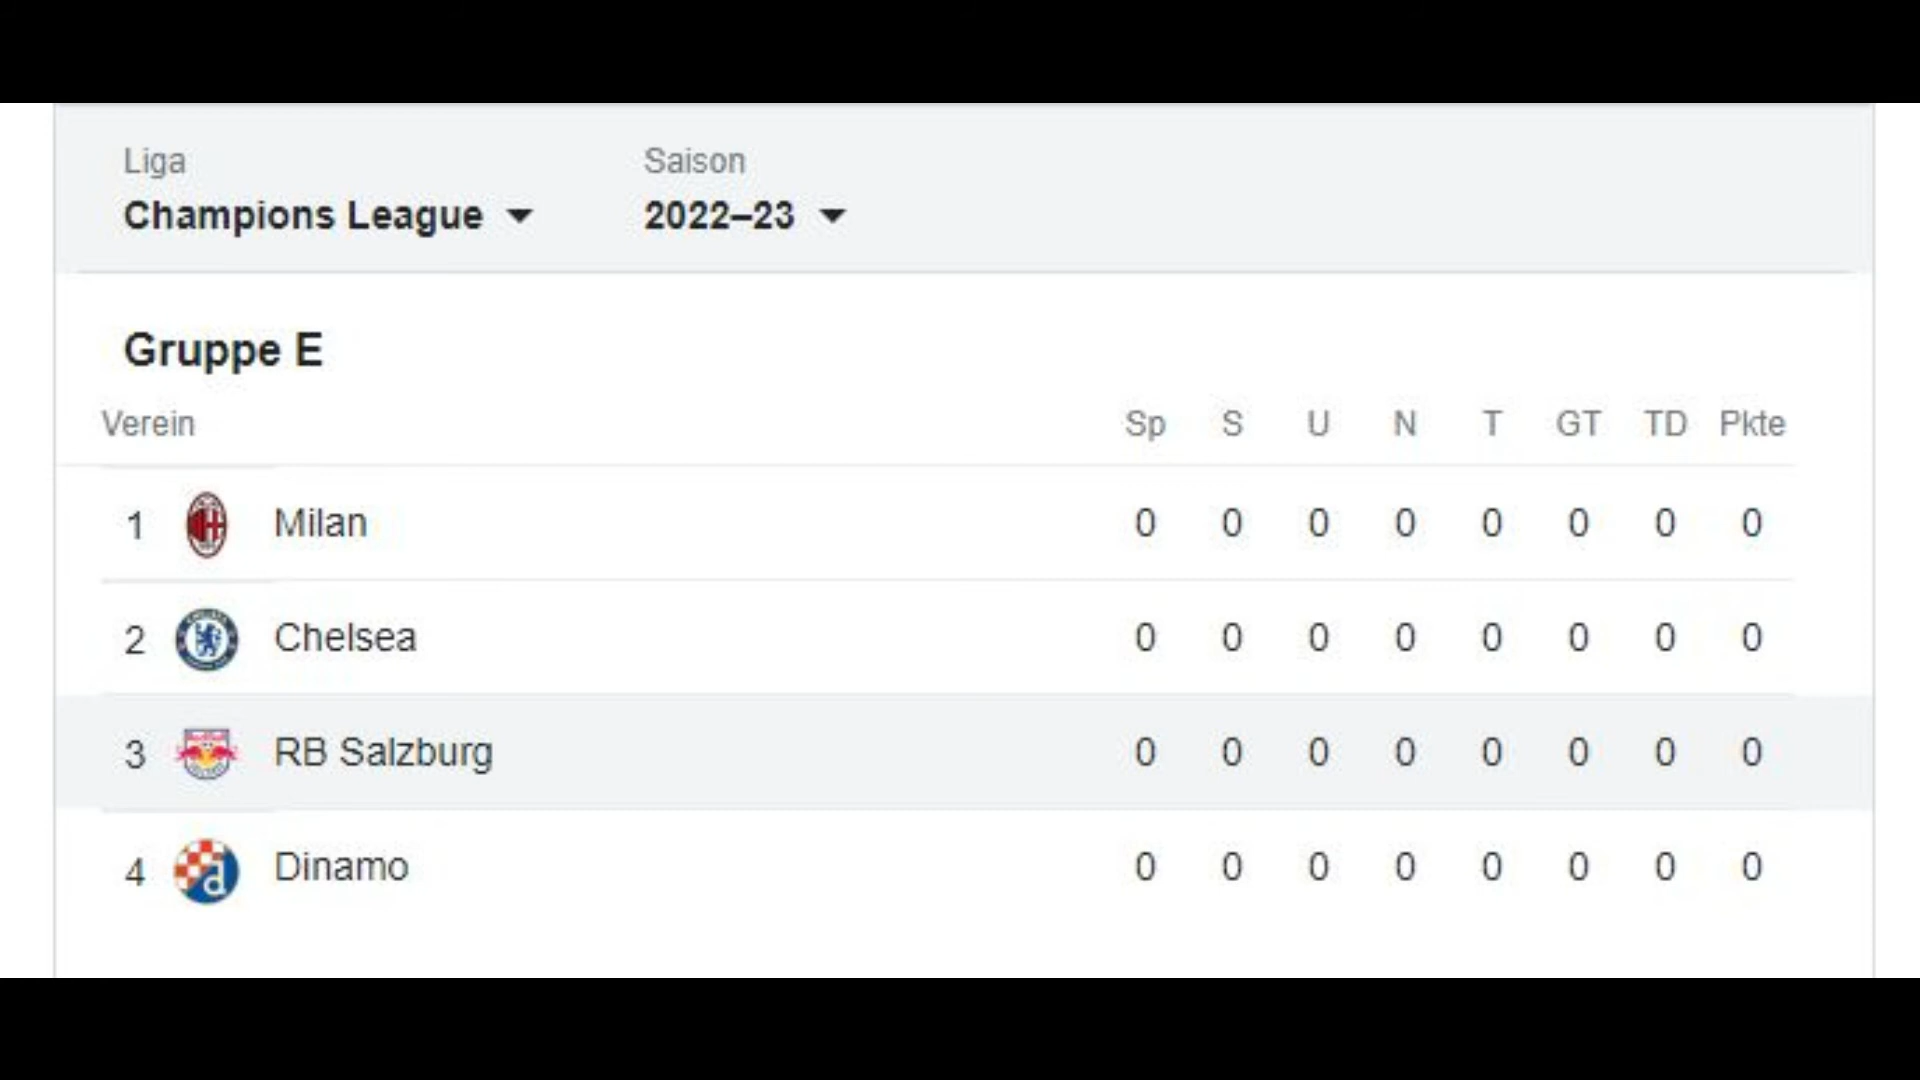 Liga Saison
Champions League 2022–23
Gruppe E
Verein Sp S U N T GT TD Pkte
1 Milan 0 0 0 0 0 0 0 0
2 Chelsea 0 0 0 0 0 0 0 0
3 RB Salzburg 0 0 0 0 0 0 0 0
4 Dinamo 0 0 0 0 0 0 0 0